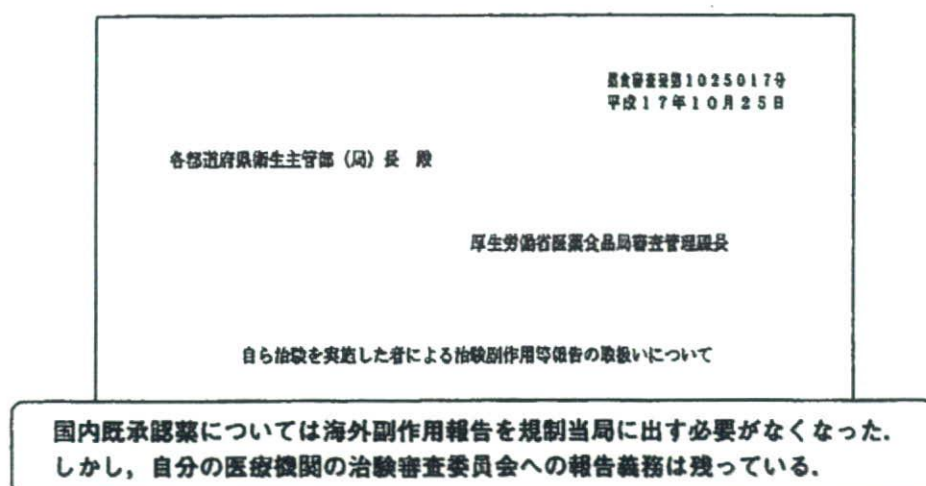 薬食審査発第1025017号
平成17年10月25日
各都道府県衛生主管部（局）長 殿
厚生労働省医薬食品局審査管理課長
自ら治験を実施した者による治験副作用等報告の取扱いについて
国内既承認薬については海外副作用報告を規制当局に出す必要がなくなった．
しかし，自分の医療機関の治験審査委員会への報告義務は残っている．